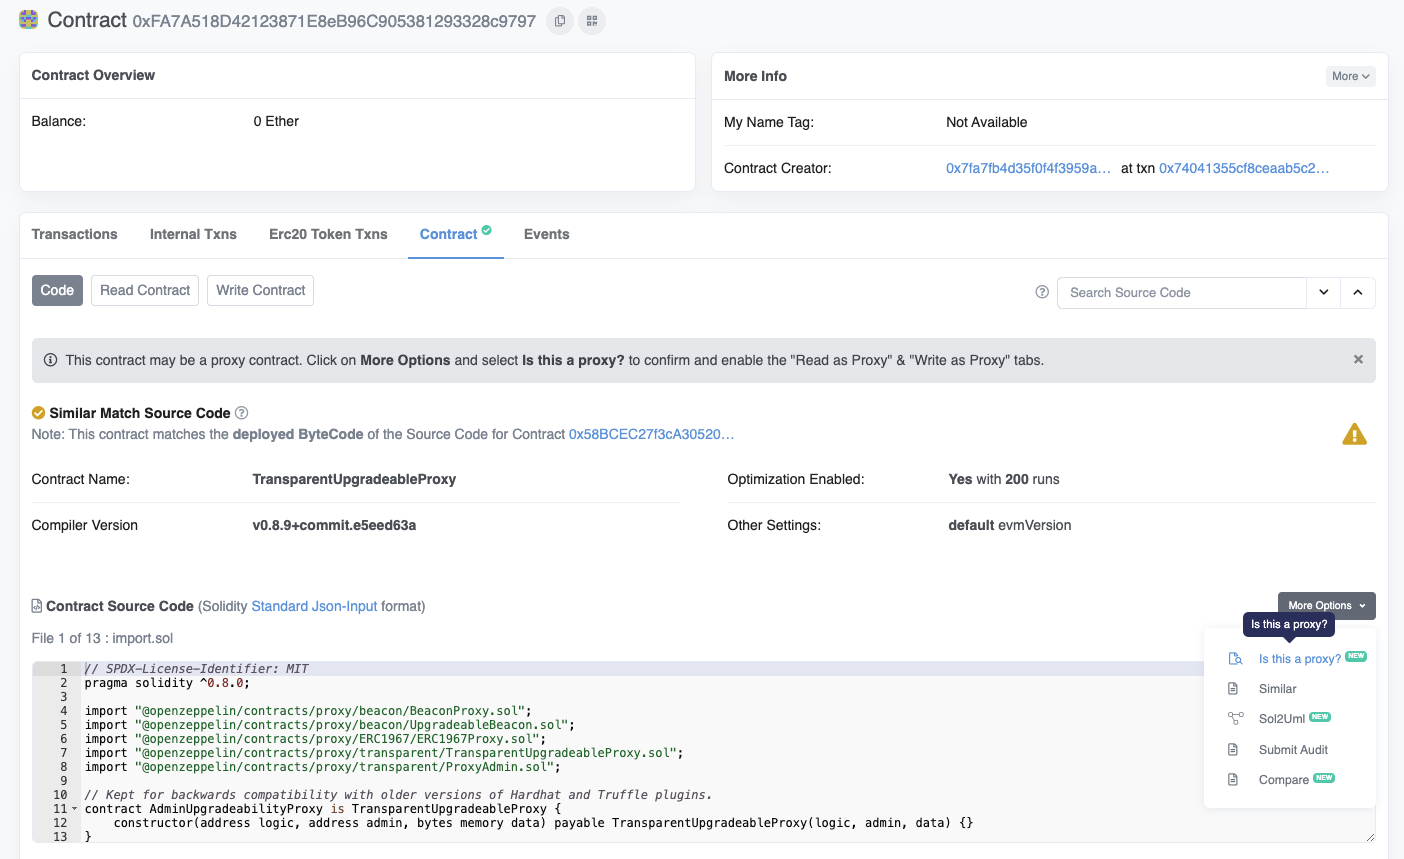 Contract 0xFA7A518D42123871E8eB96C905381293328c9797
Contract Overview
Balance: 0 Ether
More Info
More
My Name Tag: Not Available
Contract Creator: 0x7fa7fb4d35f0f4f3959a... at txn 0x74041355cf8ceaab5c2...
Transactions Internal Txns Erc20 Token Txns Contract Events
Code Read Contract Write Contract
Search Source Code
This contract may be a proxy contract. Click on More Options and select Is this a proxy? to confirm and enable the "Read as Proxy" & "Write as Proxy" tabs.
Similar Match Source Code
Note: This contract matches the deployed ByteCode of the Source Code for Contract 0x58BCEC27f3cA30520...
Contract Name: TransparentUpgradeableProxy
Optimization Enabled: Yes with 200 runs
Compiler Version v0.8.9+commit.e5eed63a
Other Settings: default evmVersion
Contract Source Code (Solidity Standard Json-Input format)
More Options
Is this a proxy?
File 1 of 13 : import.sol
Is this a proxy? NEW
Similar
Sol2Uml NEW
Submit Audit
Compare NEW
1 // SPDX-License-Identifier: MIT
2 pragma solidity ^0.8.0;
3
4 import "@openzeppelin/contracts/proxy/beacon/BeaconProxy.sol";
5 import "@openzeppelin/contracts/proxy/beacon/UpgradeableBeacon.sol";
6 import "@openzeppelin/contracts/proxy/ERC1967/ERC1967Proxy.sol";
7 import "@openzeppelin/contracts/proxy/transparent/TransparentUpgradeableProxy.sol";
8 import "@openzeppelin/contracts/proxy/transparent/ProxyAdmin.sol";
9
10 // Kept for backwards compatibility with older versions of Hardhat and Truffle plugins.
11 contract AdminUpgradeabilityProxy is TransparentUpgradeableProxy {
12 constructor(address logic, address admin, bytes memory data) payable TransparentUpgradeableProxy(logic, admin, data) {}
13 }